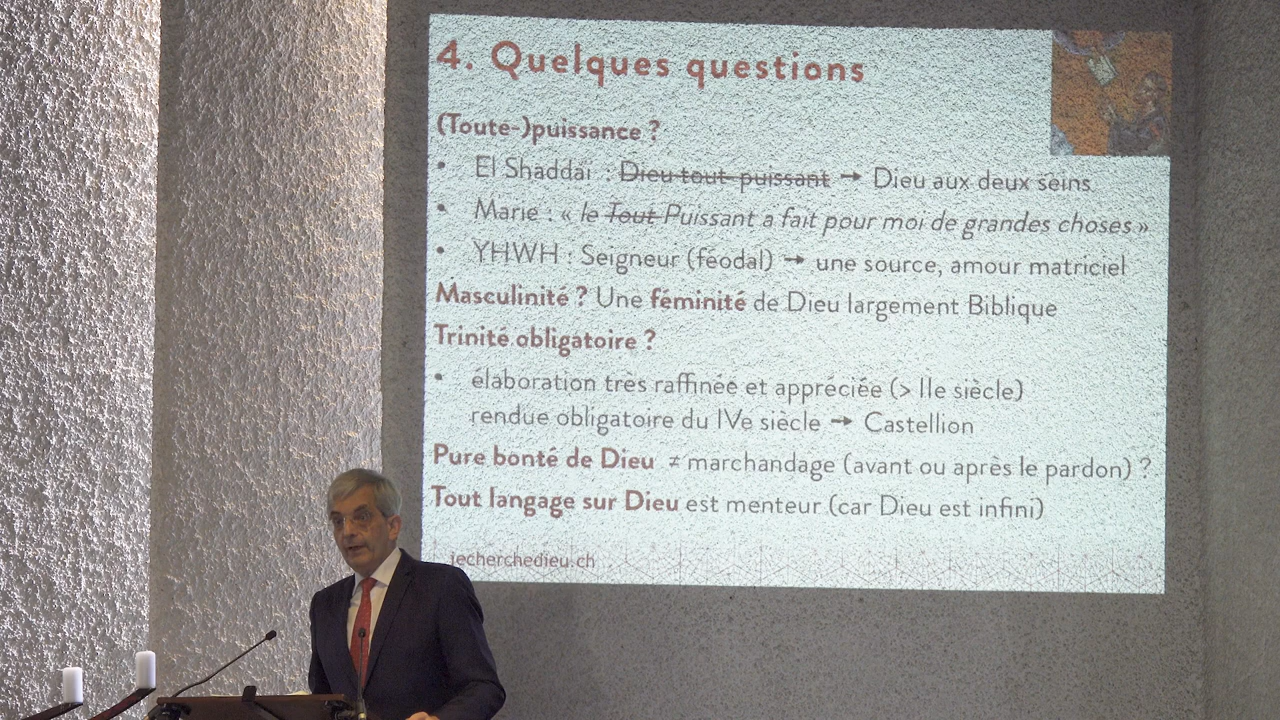 4. Quelques questions
(Toute-)puissance ?
• El Shaddaï : Dieu tout-puissant → Dieu aux deux seins
• Marie : « le Tout-Puissant a fait pour moi de grandes choses »
• YHWH : Seigneur (féodal) → une source, amour matriciel
Masculinité ? Une féminité de Dieu largement Biblique
Trinité obligatoire ?
• élaboration très raffinée et appréciée (> IIe siècle)
rendue obligatoire du IVe siècle → Castellion
Pure bonté de Dieu ≠ marchandage (avant ou après le pardon) ?
Tout langage sur Dieu est menteur (car Dieu est infini)
jecherchedieu.ch